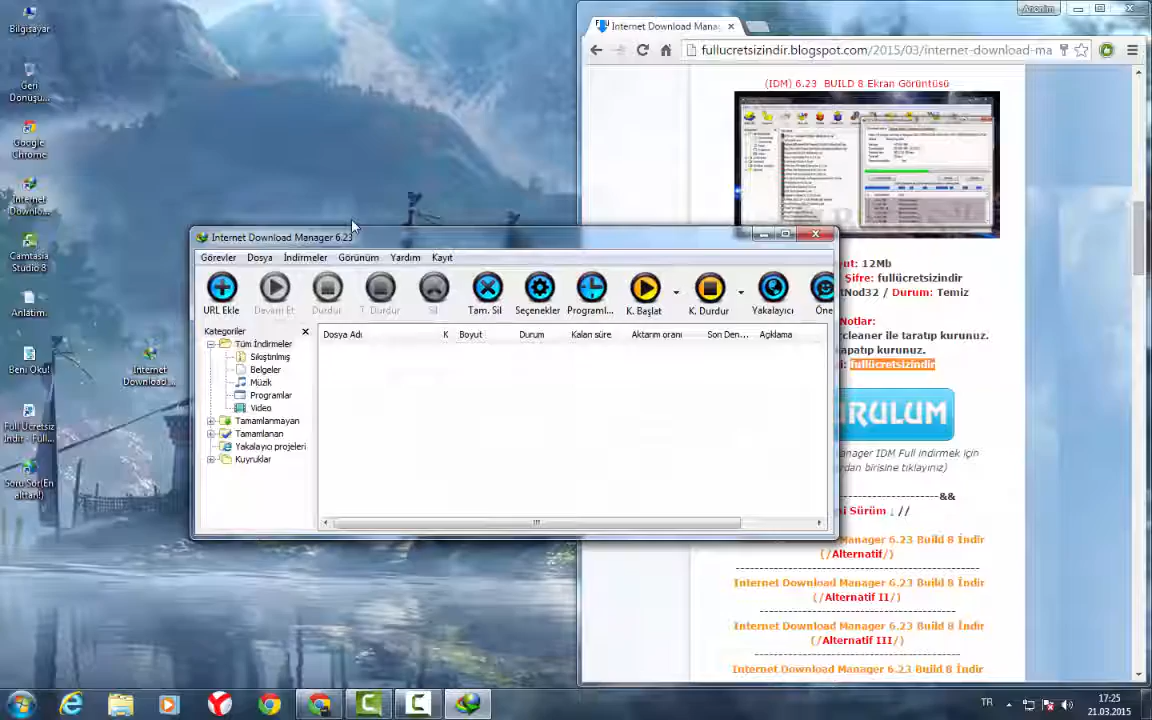 Bilgisayar
Geri
Dönüşü...
Google
Chrome
Internet
Downloa...
Camtasia
Studio 8
Anlatım.
Beni Oku!
Internet
Download...
Full Ücretsiz
İndir - Full...
Soru Sor(En
alttan!)
Anonim
Internet Download Mana
fullucretsizindir.blogspot.com/2015/03/internet-download-ma
(IDM) 6.23 BUILD 8 Ekran Görüntüsü
Internet Download Manager 6.23
Görevler Dosya İndirmeler Görünüm Yardım Kayıt
URL Ekle Devam Et Durdur T. Durdur Sil Tam. Sil Seçenekler Programl... K. Başlat K. Durdur Yakalayıcı Öne
Kategoriler
Tüm İndirmeler
Sıkıştırılmış
Belgeler
Müzik
Programlar
Video
Tamamlanmayan
Tamamlanan
Yakalayıcı projeleri
Kuyruklar
Dosya Adı K Boyut Durum Kalan süre Aktarım oranı Son Den... Açıklama
yut: 12Mb
Şifre: fullücretsizindir
tNod32 / Durum: Temiz
Notlar:
rcleaner ile taratıp kurunuz.
apatıp kurunuz.
i: fullücretsizindir
URULUM
anager IDM Full indirmek için
ydan birisine tıklayınız)
--------------------&&
ni Sürüm ↓ //
Manager 6.23 Build 8 İndir
(/Alternatif/)
Internet Download Manager 6.23 Build 8 İndir
(/Alternatif II/)
Internet Download Manager 6.23 Build 8 İndir
(/Alternatif III/)
Internet Download Manager 6.23 Build 8 İndir
TR
17:25
21.03.2015